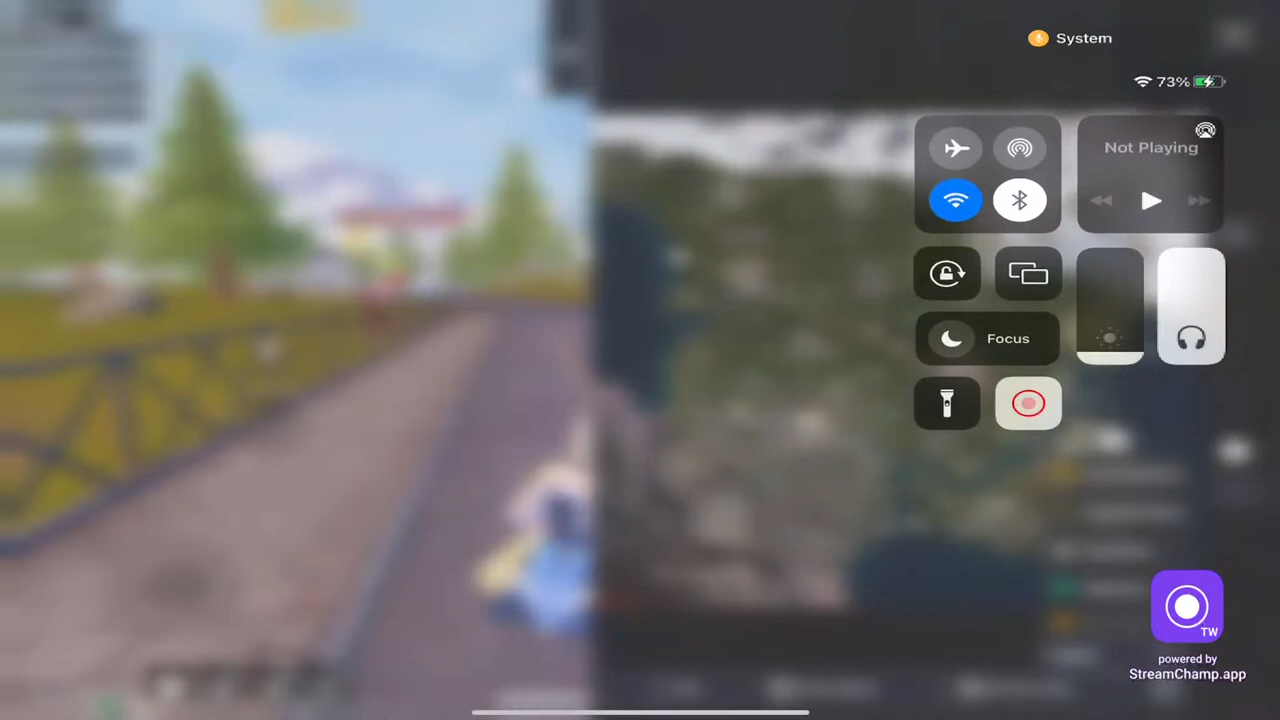 System
73%
Not Playing
Focus
TW
powered by
StreamChamp.app